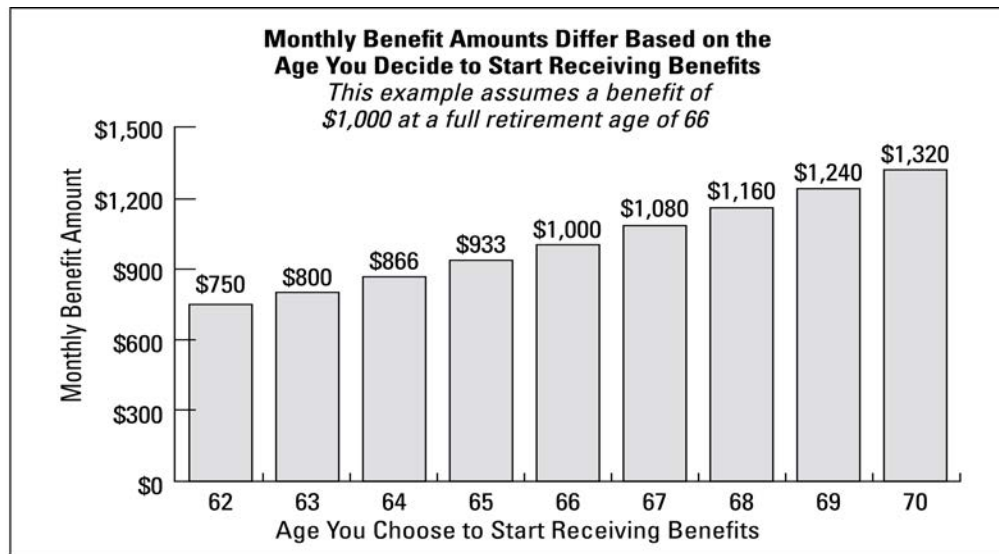 Monthly Benefit Amounts Differ Based on the
Age You Decide to Start Receiving Benefits
This example assumes a benefit of
$1,000 at a full retirement age of 66
Monthly Benefit Amount
$1,500
$1,200
$900
$600
$300
$0
$750
$800
$866
$933
$1,000
$1,080
$1,160
$1,240
$1,320
62 63 64 65 66 67 68 69 70
Age You Choose to Start Receiving Benefits